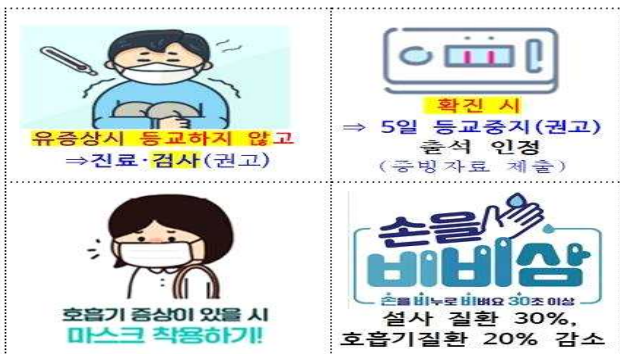 유증상시 등교하지 않고
⇒진료·검사(권고)
확진 시
⇒ 5일 등교중지(권고)
출석 인정
(증빙자료 제출)
호흡기 증상이 있을 시
마스크 착용하기!
손을
비비삼
손을 비누로 비벼요 30초 이상
설사 질환 30%,
호흡기질환 20% 감소